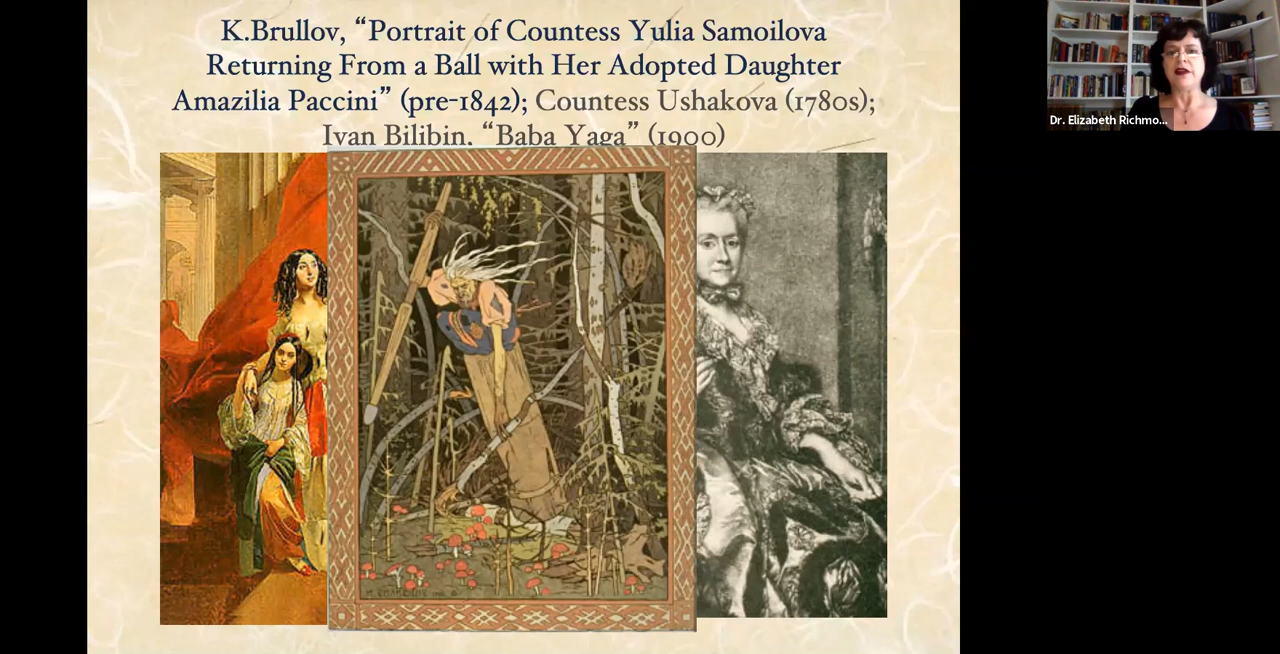 K.Brullov, “Portrait of Countess Yulia Samoilova
Returning From a Ball with Her Adopted Daughter
Amazilia Paccini” (pre-1842); Countess Ushakova (1780s);
Ivan Bilibin, “Baba Yaga” (1900)
Dr. Elizabeth Richmo...